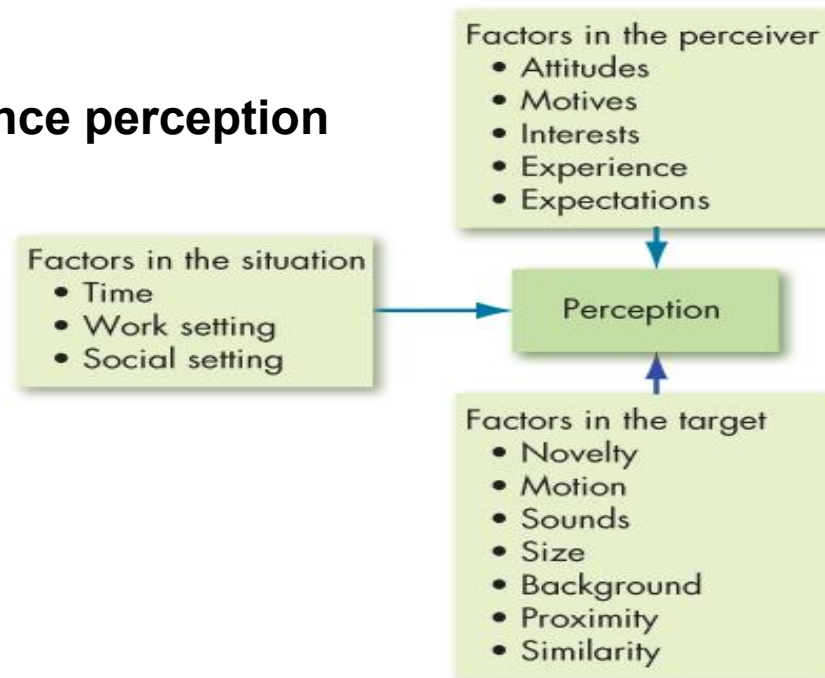 nce perception
Factors in the perceiver
• Attitudes
• Motives
• Interests
• Experience
• Expectations
Factors in the situation
• Time
• Work setting
• Social setting
Perception
Factors in the target
• Novelty
• Motion
• Sounds
• Size
• Background
• Proximity
• Similarity